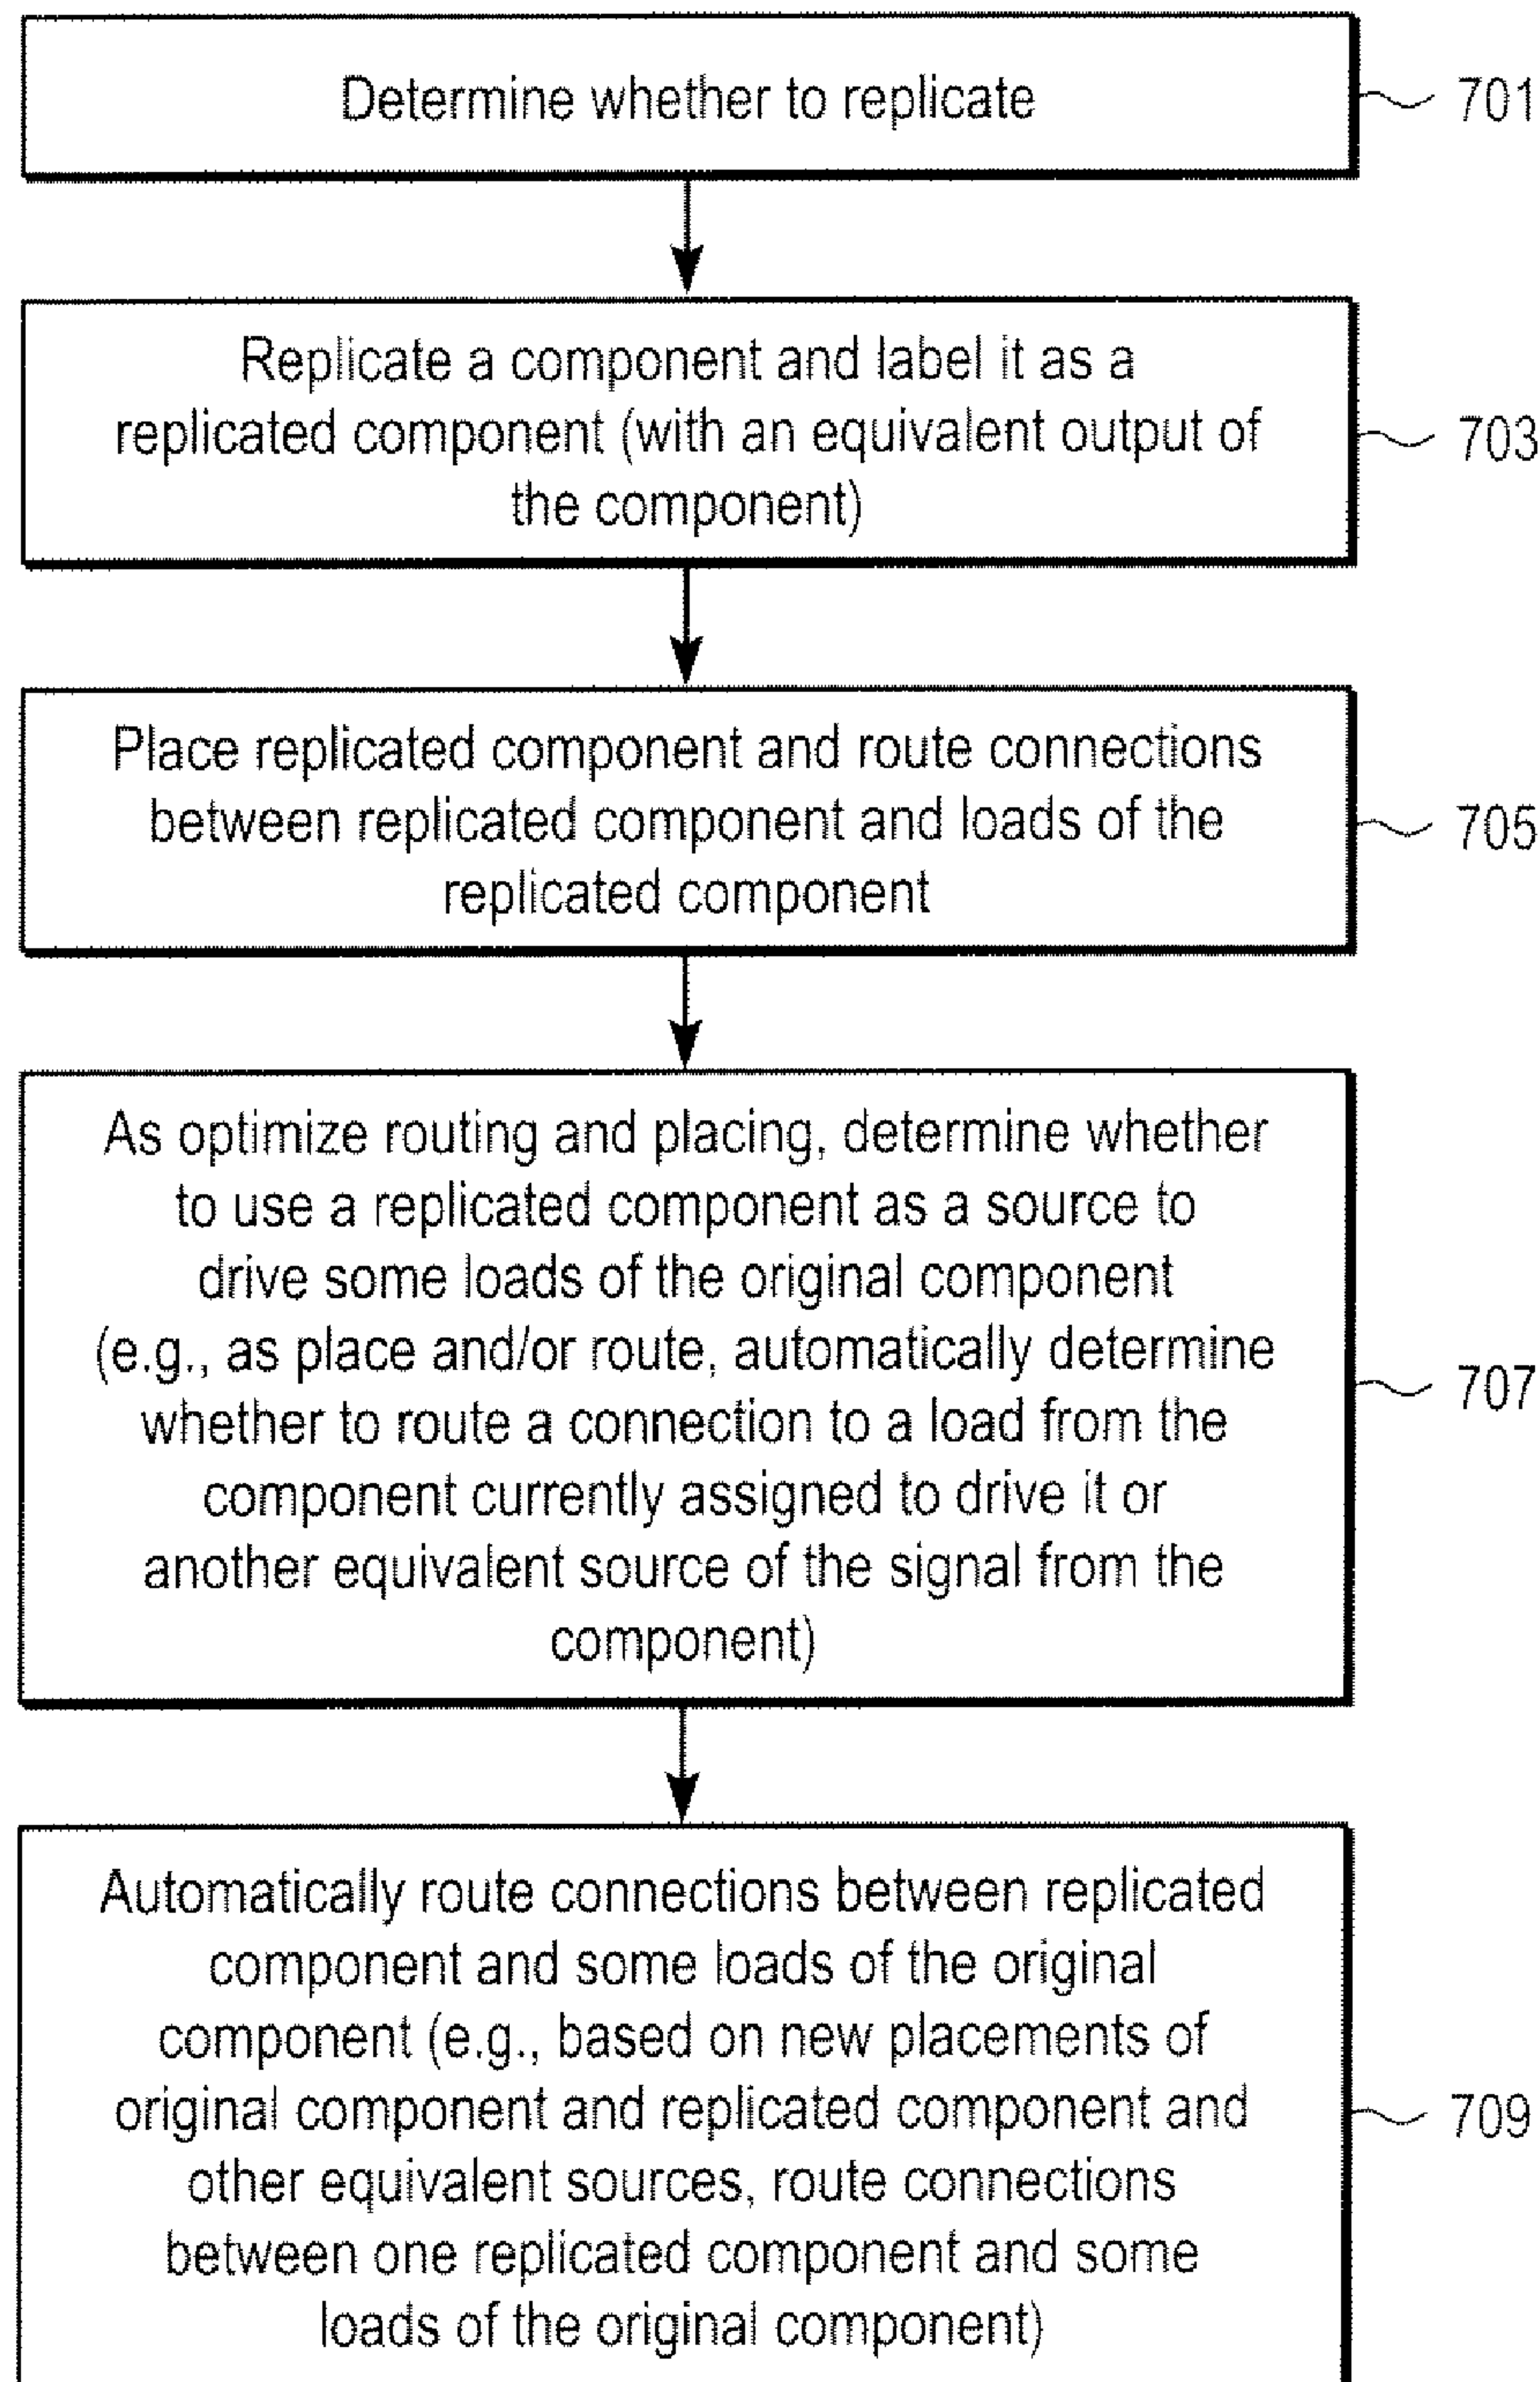 Determine whether to replicate
701
Replicate a component and label it as a
replicated component (with an equivalent output of
the component)
703
Place replicated component and route connections
between replicated component and loads of the
replicated component
705
As optimize routing and placing, determine whether
to use a replicated component as a source to
drive some loads of the original component
(e.g., as place and/or route, automatically determine
whether to route a connection to a load from the
component currently assigned to drive it or
another equivalent source of the signal from the
component)
707
Automatically route connections between replicated
component and some loads of the original
component (e.g., based on new placements of
original component and replicated component and
other equivalent sources, route connections
between one replicated component and some
loads of the original component)
709